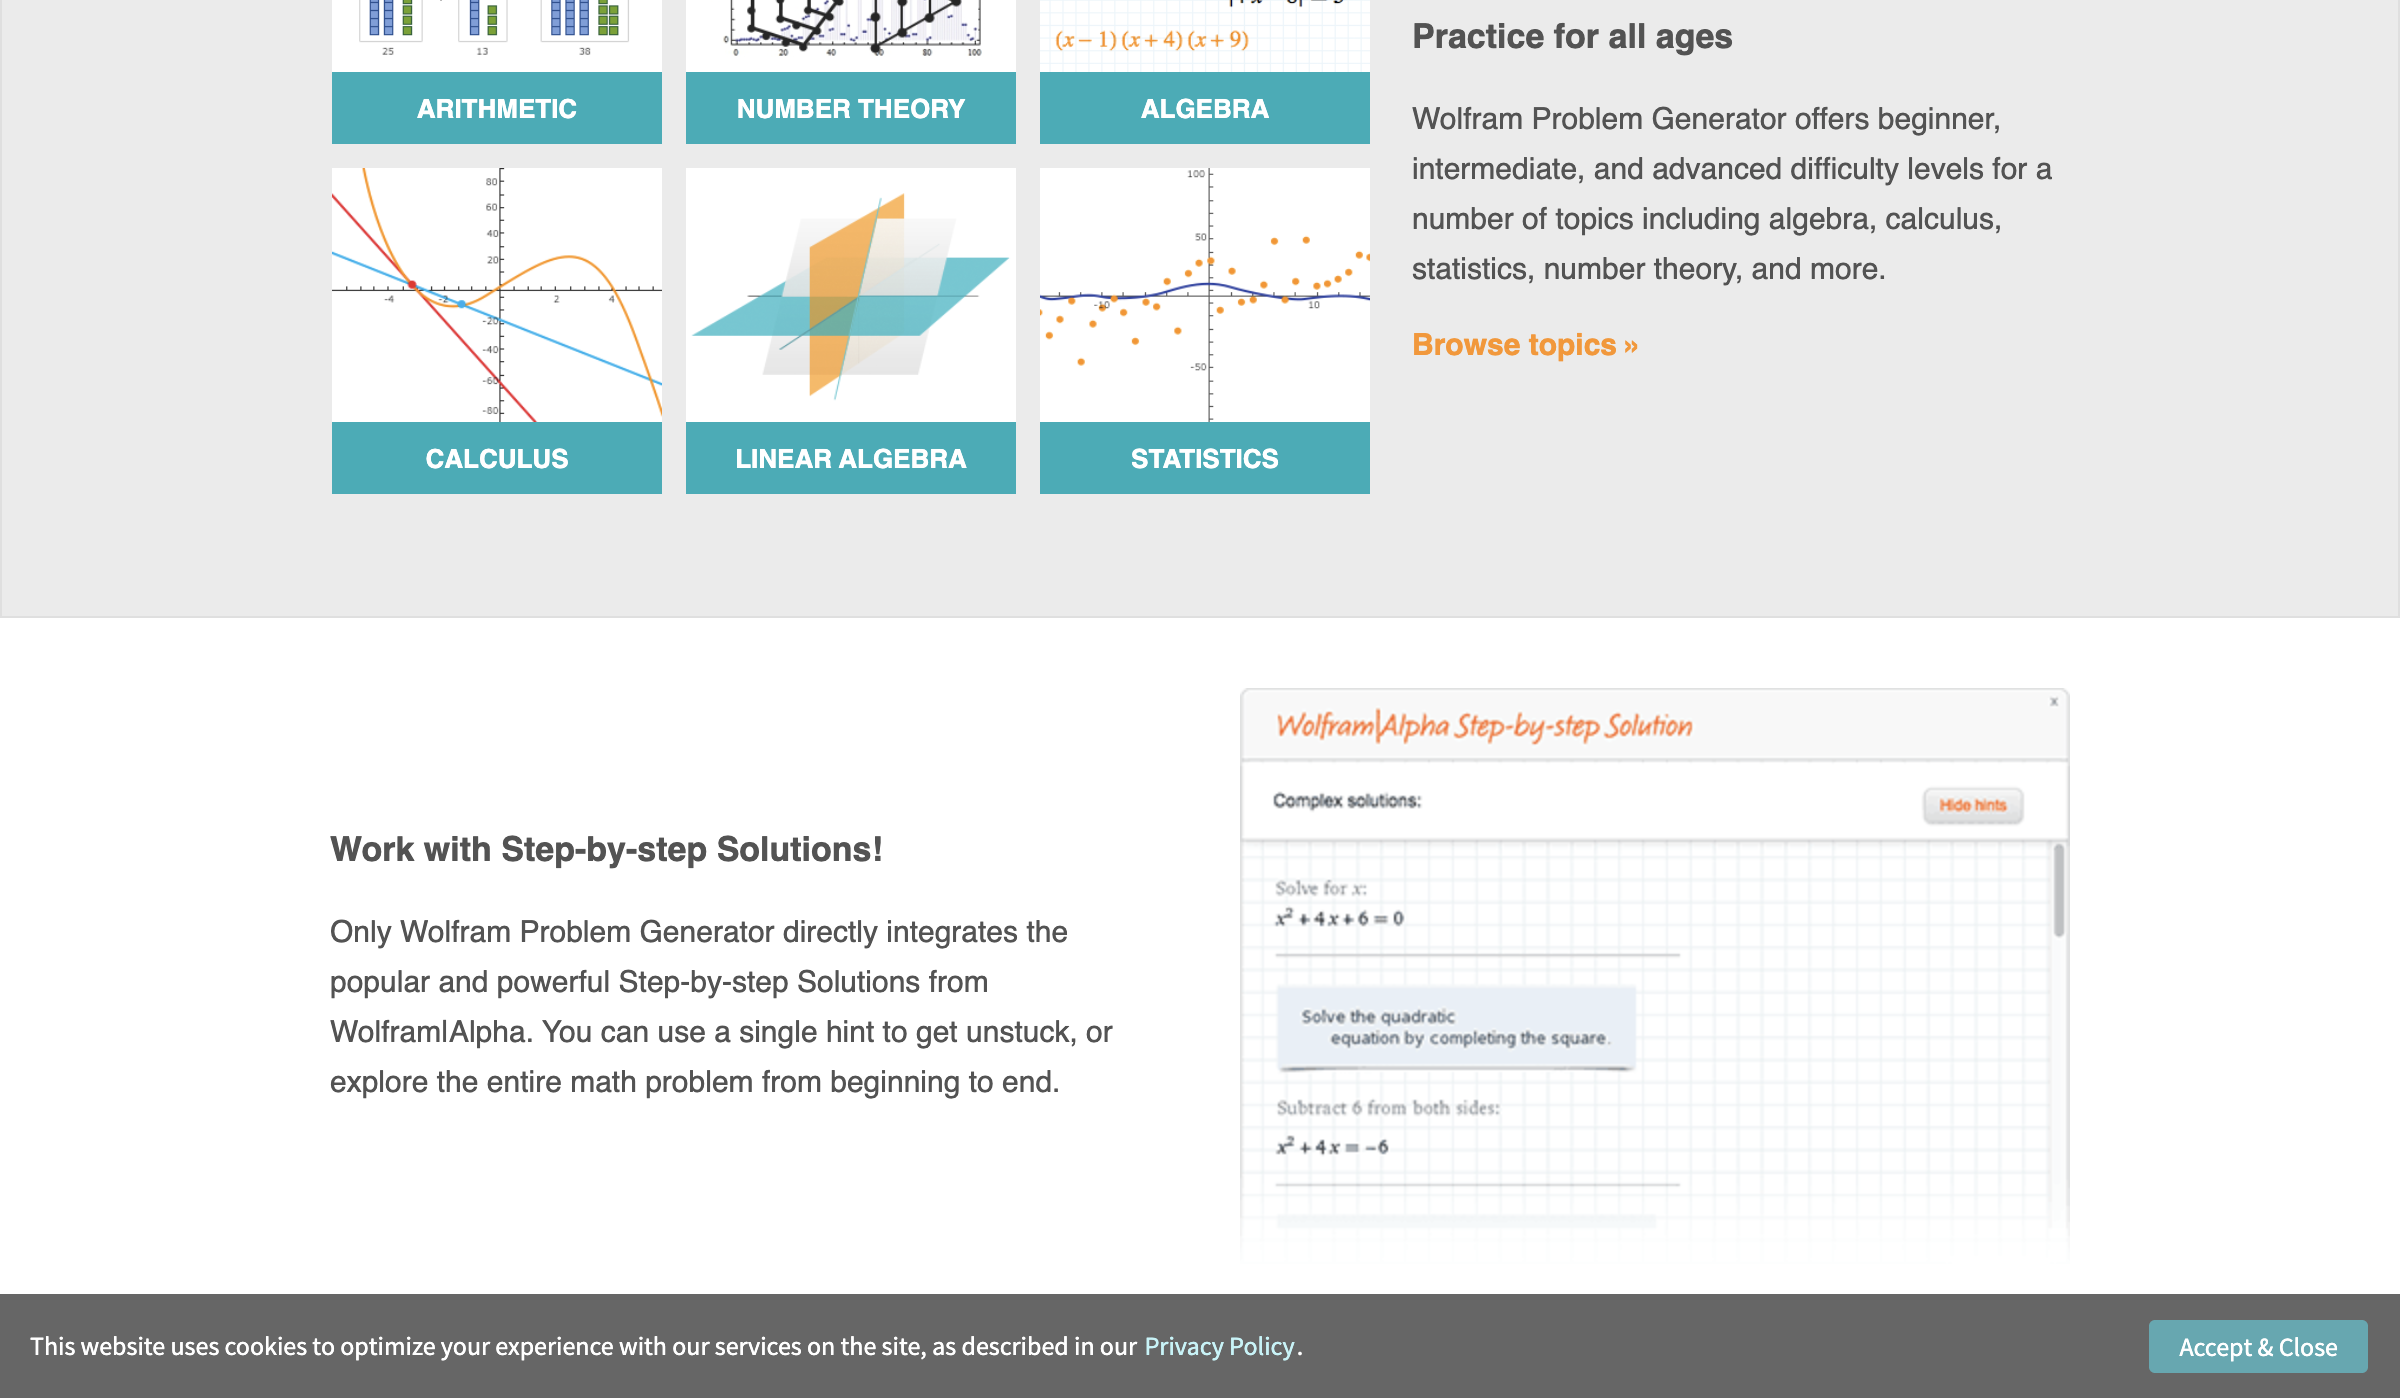 25 13 38
0 20 40 60 80 100
0
(x − 1) (x + 4) (x + 9)
ARITHMETIC
NUMBER THEORY
ALGEBRA
80
60
40
20
-4 -2 2 4
-20
-40
-60
-80
100
50
-10 10
-50
CALCULUS
LINEAR ALGEBRA
STATISTICS
Practice for all ages
Wolfram Problem Generator offers beginner,
intermediate, and advanced difficulty levels for a
number of topics including algebra, calculus,
statistics, number theory, and more.
Browse topics »
Work with Step-by-step Solutions!
Only Wolfram Problem Generator directly integrates the
popular and powerful Step-by-step Solutions from
Wolfram|Alpha. You can use a single hint to get unstuck, or
explore the entire math problem from beginning to end.
Wolfram|Alpha Step-by-step Solution
x
Complex solutions:
Hide hints
Solve for x:
x² + 4x + 6 = 0
Solve the quadratic
equation by completing the square.
Subtract 6 from both sides:
x² + 4x = −6
This website uses cookies to optimize your experience with our services on the site, as described in our Privacy Policy.
Accept & Close